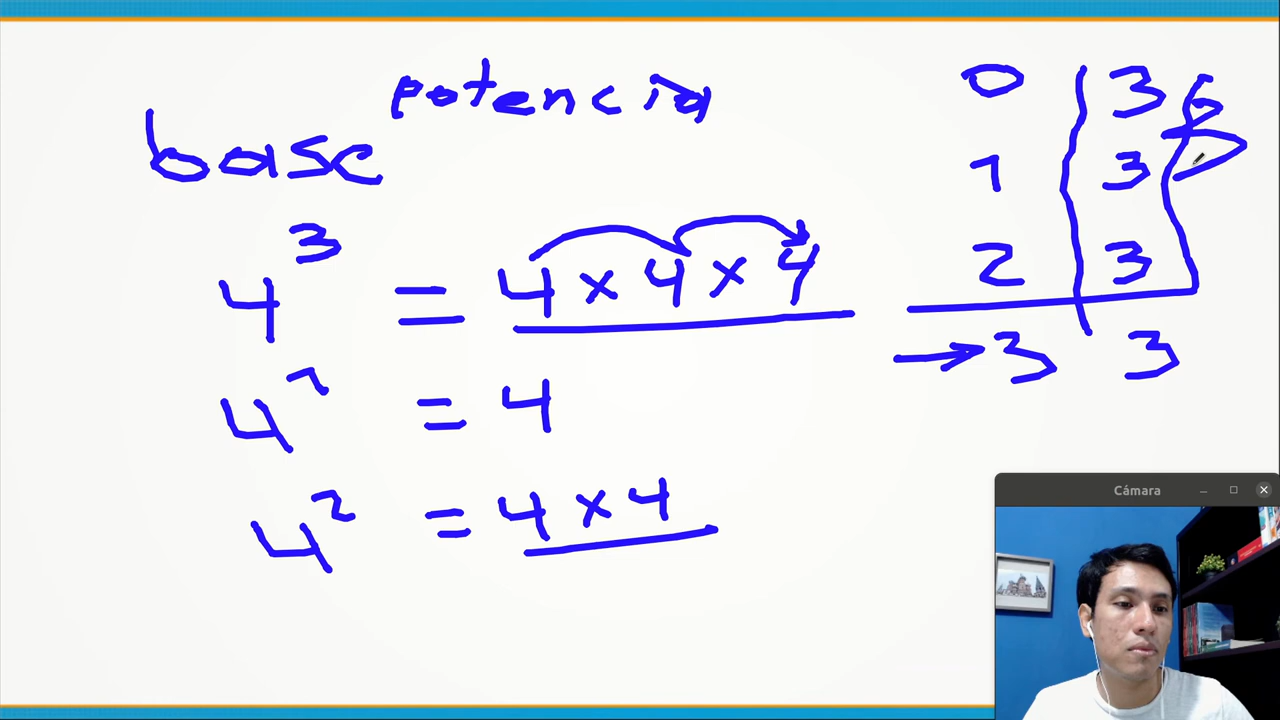 potencia
base
4³ = 4 x 4 x 4
4¹ = 4
4² = 4 x 4
0 | 3 6
1 | 3
2 | 3
→ 3 3
Cámara